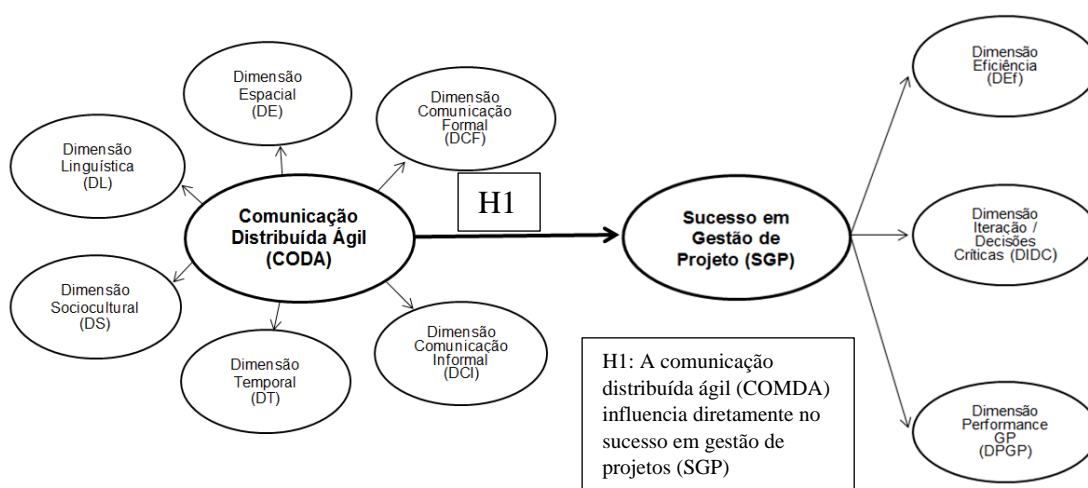 Dimensão
Espacial
(DE)
Dimensão
Comunicação
Formal
(DCF)
Dimensão
Linguística
(DL)
Comunicação
Distribuída Ágil
(CODA)
Dimensão
Sociocultural
(DS)
Dimensão
Temporal
(DT)
Dimensão
Comunicação
Informal
(DCI)
H1
Sucesso em
Gestão de
Projeto (SGP)
Dimensão
Eficiência
(DEf)
Dimensão
Iteração /
Decisões
Críticas (DIDC)
Dimensão
Performance
GP
(DPGP)
H1: A comunicação
distribuída ágil (COMDA)
influencia diretamente no
sucesso em gestão de
projetos (SGP)